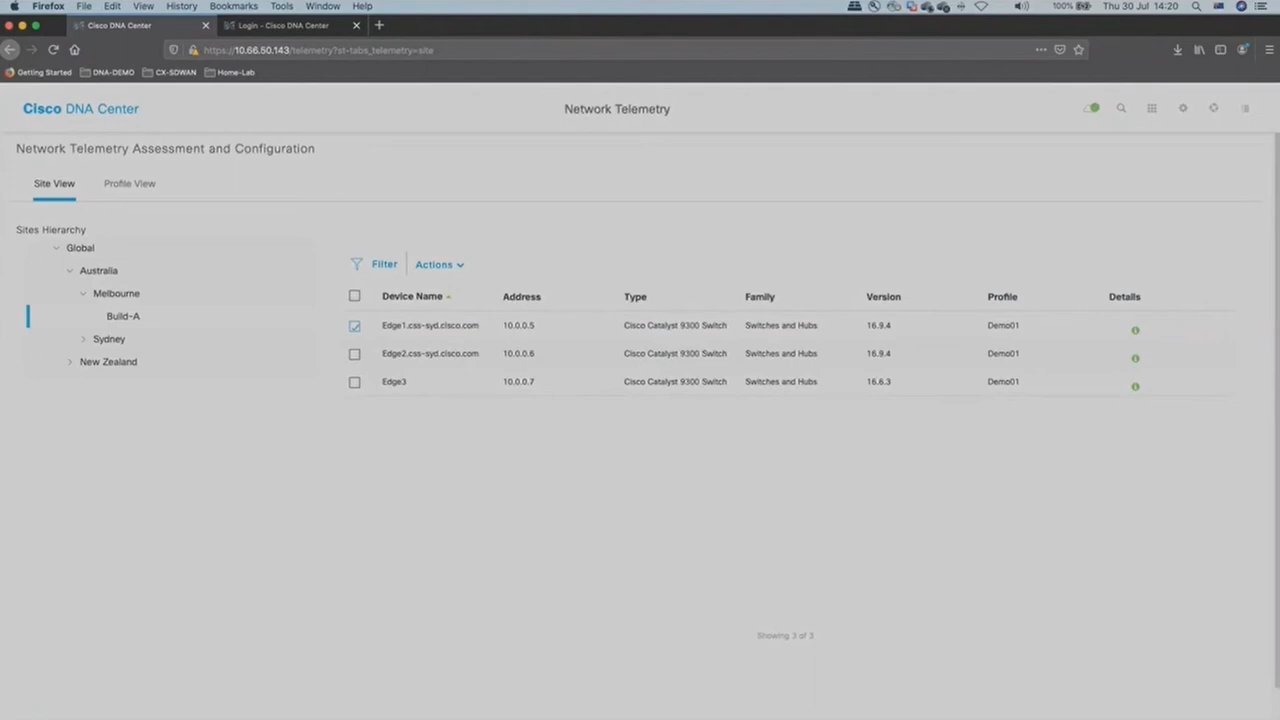 Firefox File Edit View History Bookmarks Tools Window Help 100% Thu 30 Jul 14:20
Cisco DNA Center Login - Cisco DNA Center
https://10.66.50.143/telemetry?st-tabs_telemetry=site
Getting Started DNA-DEMO CX-SDWAN Home-Lab
Cisco DNA Center Network Telemetry
Network Telemetry Assessment and Configuration
Site View Profile View
Sites Hierarchy
Global
Australia
Melbourne
Build-A
Sydney
New Zealand
Filter Actions
Device Name Address Type Family Version Profile Details
Edge1.css-syd.cisco.com 10.0.0.5 Cisco Catalyst 9300 Switch Switches and Hubs 16.9.4 Demo01
Edge2.css-syd.cisco.com 10.0.0.6 Cisco Catalyst 9300 Switch Switches and Hubs 16.9.4 Demo01
Edge3 10.0.0.7 Cisco Catalyst 9300 Switch Switches and Hubs 16.6.3 Demo01
Showing 3 of 3